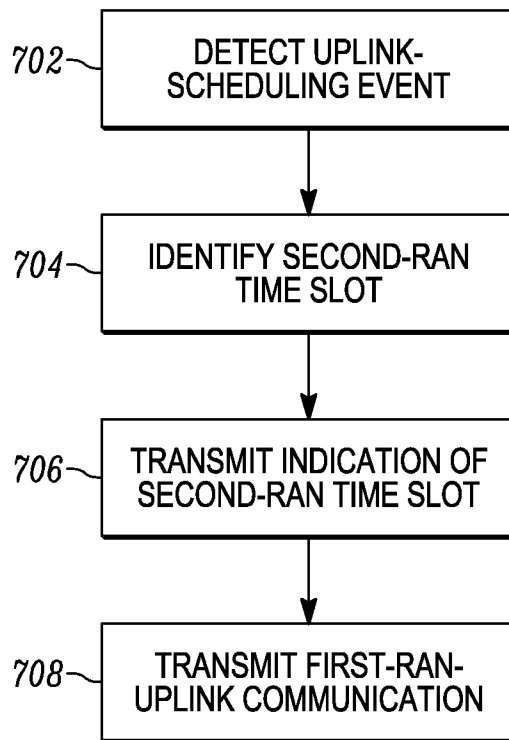 702
DETECT UPLINK-
SCHEDULING EVENT
704
IDENTIFY SECOND-RAN
TIME SLOT
706
TRANSMIT INDICATION OF
SECOND-RAN TIME SLOT
708
TRANSMIT FIRST-RAN-
UPLINK COMMUNICATION